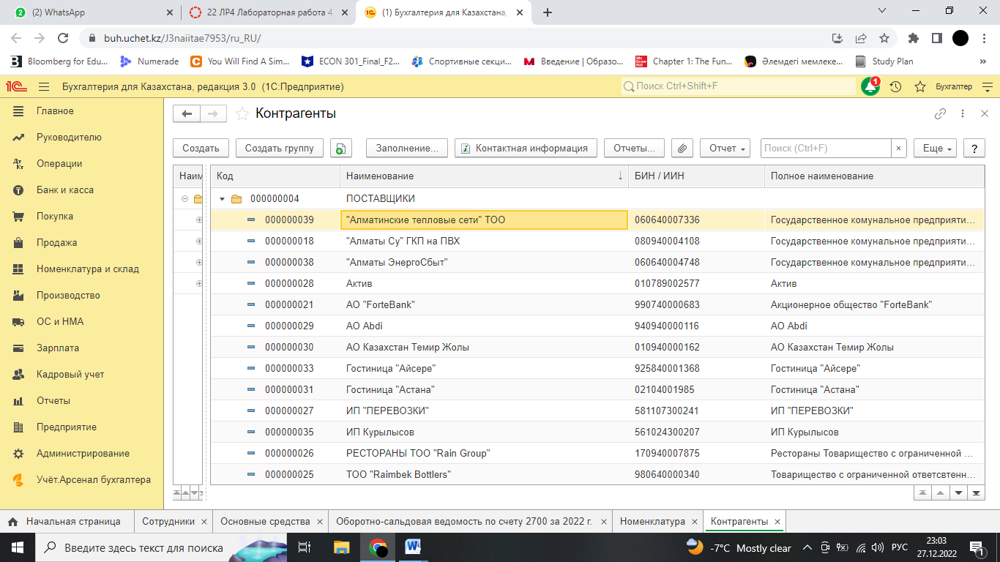 (2) WhatsApp
22 ЛР4 Лабораторная работа 4
(1) Бухгалтерия для Казахстана,
buh.uchet.kz/J3naiitae7953/ru_RU/
Bloomberg for Edu...
Numerade
You Will Find A Sim...
ECON 301_Final_F2...
Спортивные секци...
Введение | Образо...
Chapter 1: The Fun...
Әлемдегі мемлеке...
Study Plan
»
1С Бухгалтерия для Казахстана, редакция 3.0 (1С:Предприятие)
Поиск Ctrl+Shift+F
1
Бухгалтер
Главное
Руководителю
Операции
Банк и касса
Покупка
Продажа
Номенклатура и склад
Производство
ОС и НМА
Зарплата
Кадровый учет
Отчеты
Предприятие
Администрирование
Учёт.Арсенал бухгалтера
Контрагенты
Создать
Создать группу
Заполнение...
Контактная информация
Отчеты...
Отчет
Поиск (Ctrl+F)
×
Еще
?
Наим Код Наименование ↓ БИН / ИИН Полное наименование
000000004 ПОСТАВЩИКИ
000000039 "Алматинские тепловые сети" ТОО 060640007336 Государственное комунальное предприяти...
000000018 "Алматы Су" ГКП на ПВХ 080940004108 Государственное комунальное предприяти...
000000038 "Алматы ЭнергоСбыт" 060640004748 Государственное комунальное предприяти...
000000028 Актив 010789002577 Актив
000000021 АО "ForteBank" 990740000683 Акционерное общество "ForteBank"
000000029 АО Abdi 940940000116 АО Abdi
000000030 АО Казахстан Темир Жолы 010940000162 АО Казахстан Темир Жолы
000000033 Гостиница "Айсере" 925840001368 Гостиница "Айсере"
000000031 Гостиница "Астана" 02104001985 Гостиница "Астана"
000000027 ИП "ПЕРЕВОЗКИ" 581107300241 ИП "ПЕРЕВОЗКИ"
000000035 ИП Курылысов 561024300207 ИП Курылысов
000000026 РЕСТОРАНЫ ТОО "Rain Group" 170940007875 Рестораны Товарищество с ограниченной ...
000000025 ТОО "Raimbek Bottlers" 980640000340 Товарищество с ограниченной ответсвтенн...
Начальная страница
Сотрудники ×
Основные средства ×
Оборотно-сальдовая ведомость по счету 2700 за 2022 г. ×
Номенклатура ×
Контрагенты ×
Введите здесь текст для поиска
-7°C Mostly clear
РУС
23:03
27.12.2022
1